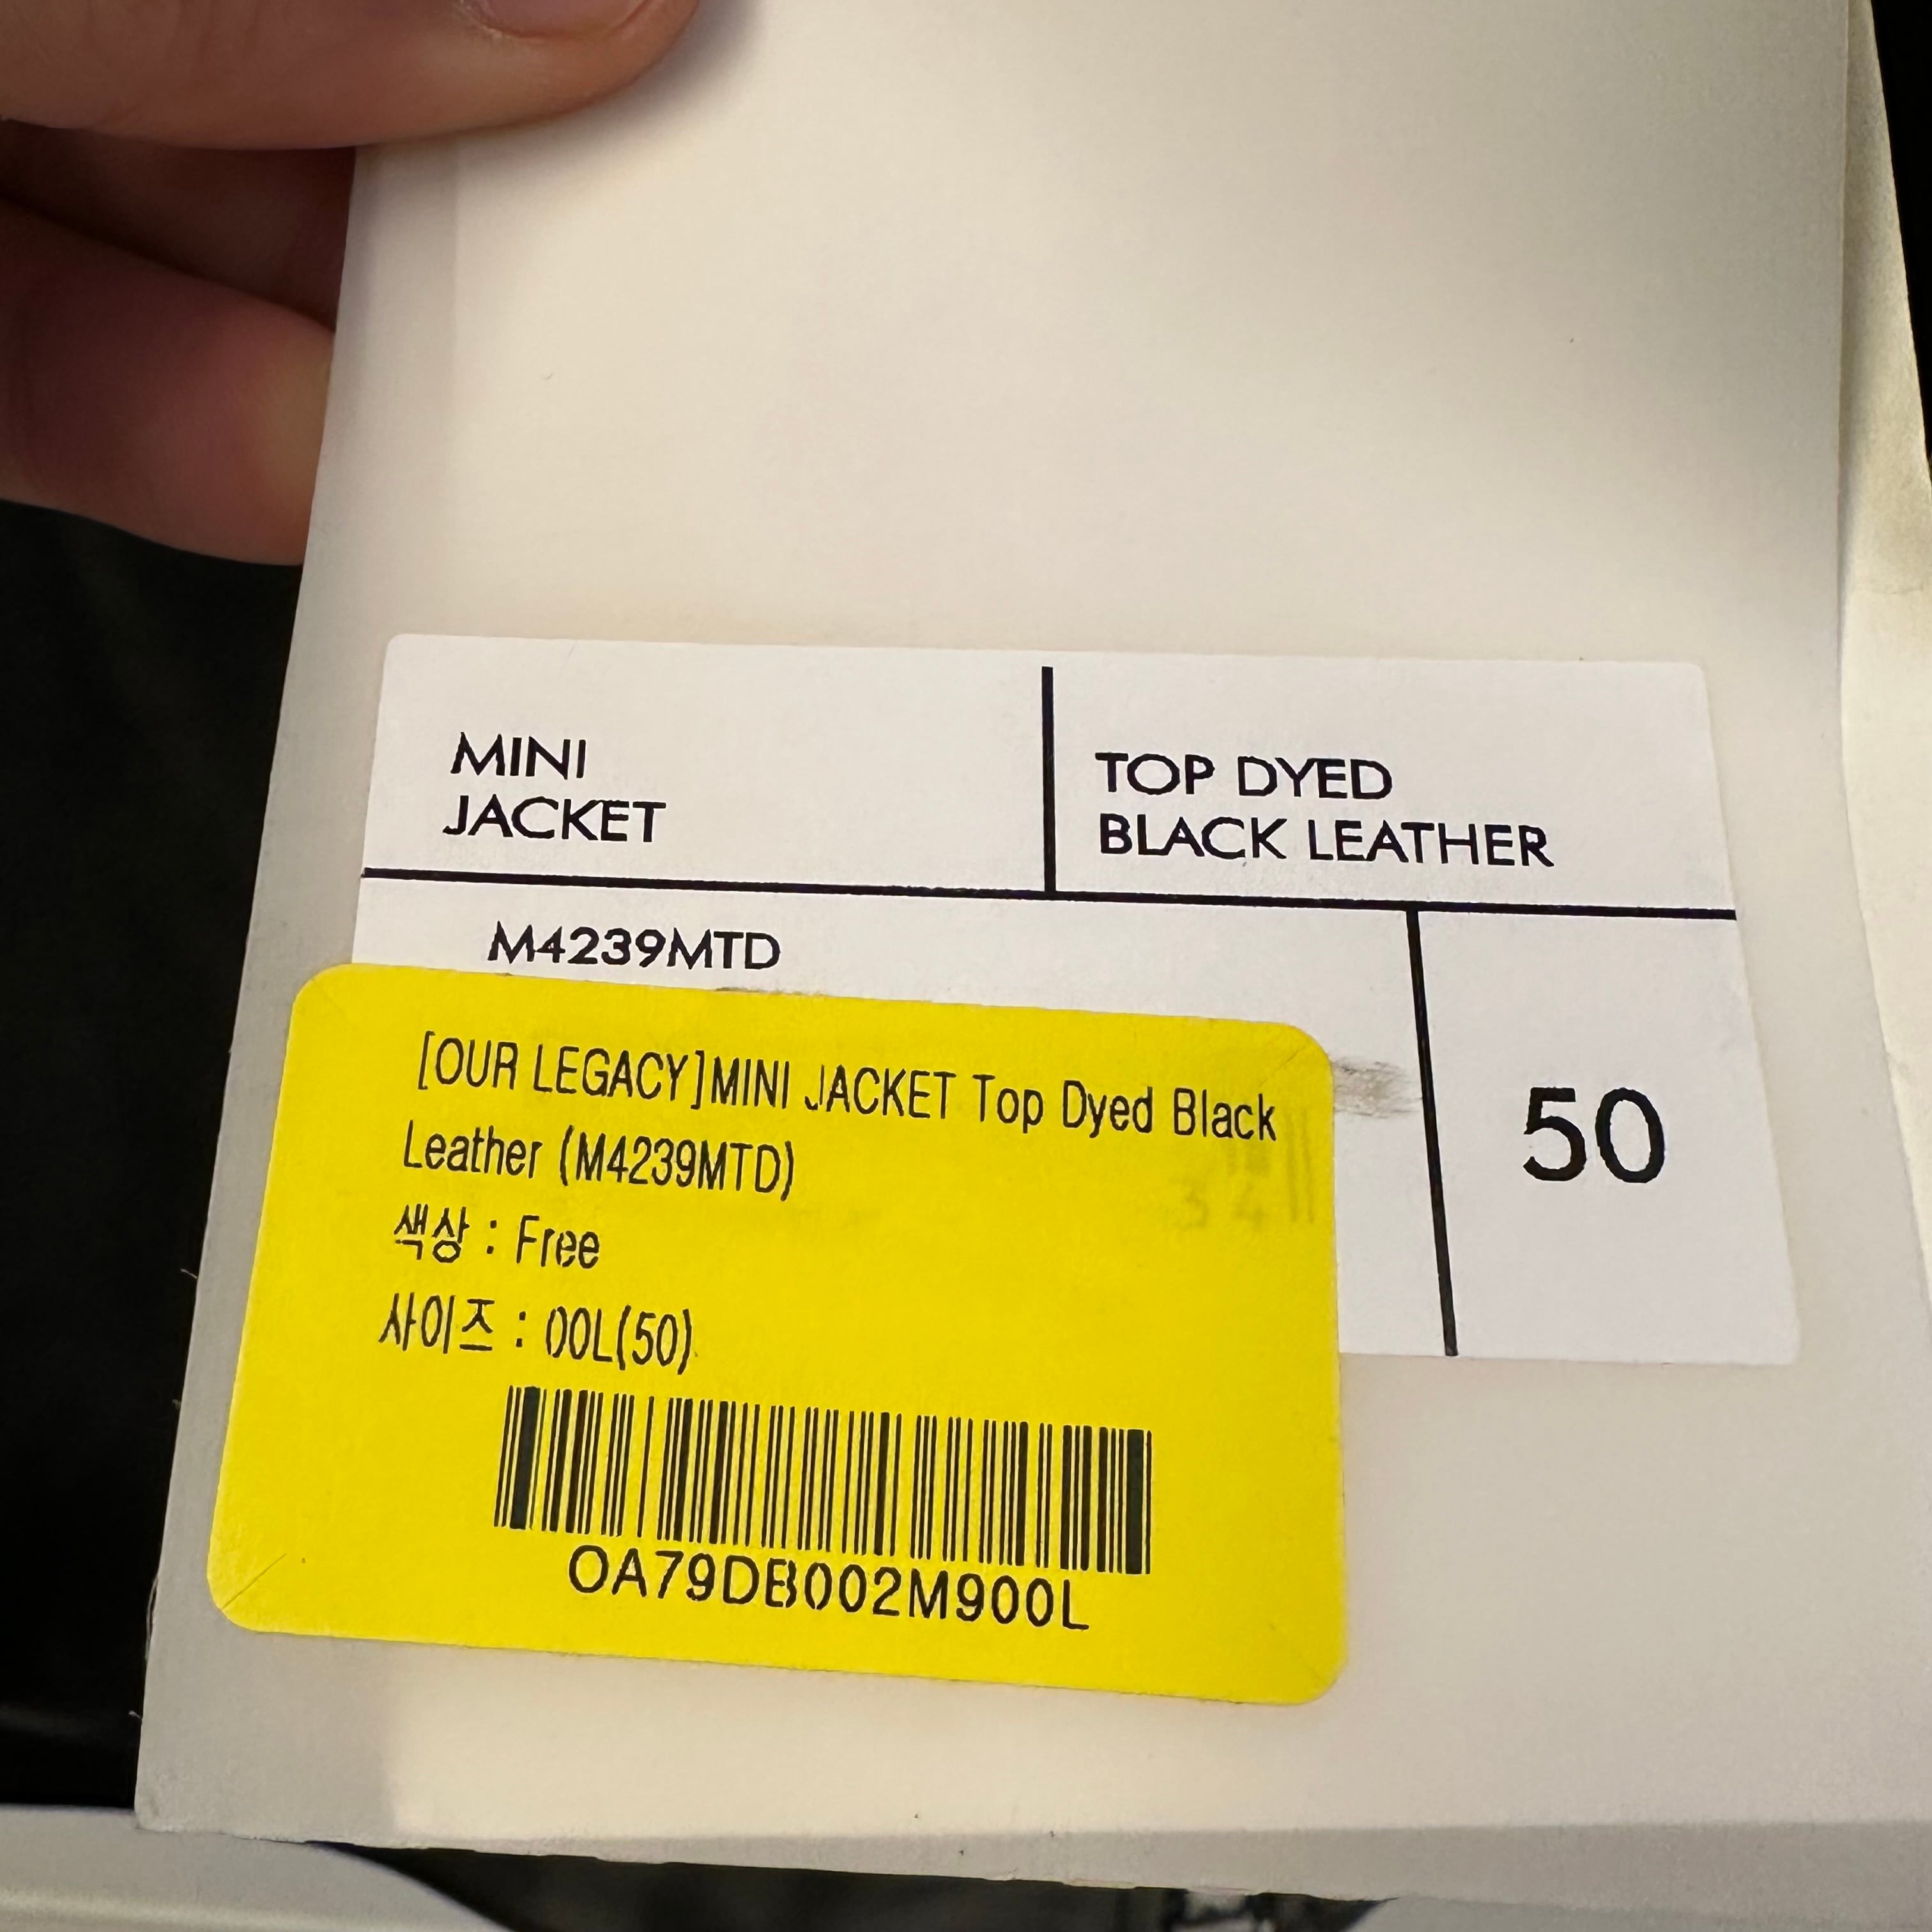 MINI
JACKET
TOP DYED
BLACK LEATHER
M4239MTD
50
[OUR LEGACY]MINI JACKET Top Dyed Black
Leather (M4239MTD)
색상 : Free
사이즈 : 00L(50)
OA79DB002M900L